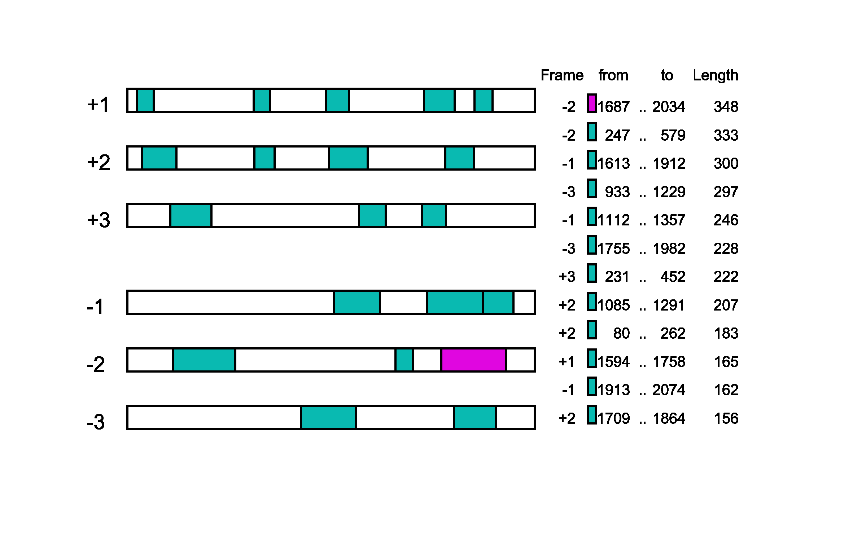 Frame from to Length
+1
-2 1687 .. 2034 348
-2 247 .. 579 333
+2
-1 1613 .. 1912 300
-3 933 .. 1229 297
+3
-1 1112 .. 1357 246
-3 1755 .. 1982 228
+3 231 .. 452 222
-1
+2 1085 .. 1291 207
+2 80 .. 262 183
-2
+1 1594 .. 1758 165
-1 1913 .. 2074 162
-3
+2 1709 .. 1864 156